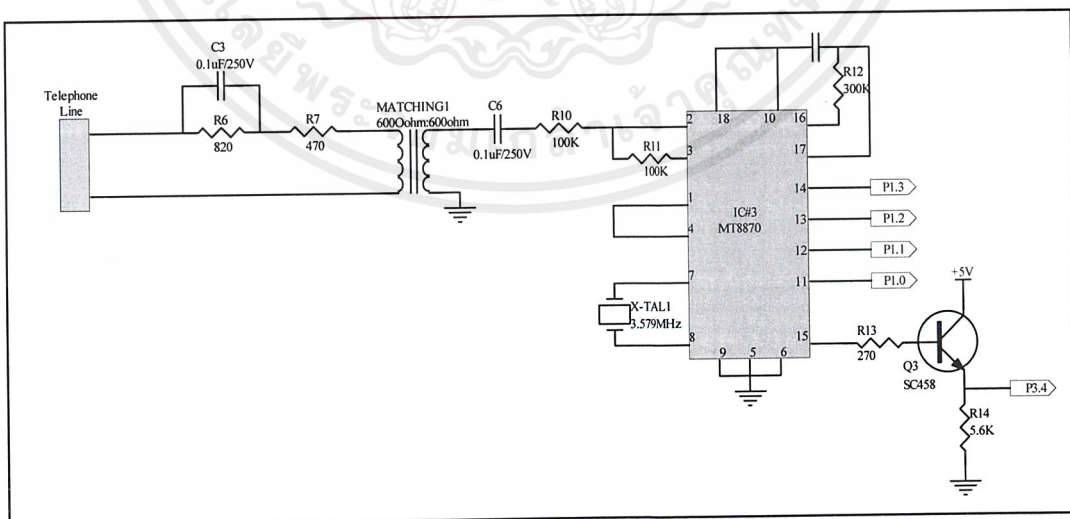 C3
0.1uF/250V
Telephone
Line
R6
820
R7
470
MATCHING1
600Oohm:600ohm
C6
0.1uF/250V
R10
100K
R11
100K
R12
300K
2
18
10
16
3
17
1
14
P1.3
IC#3
MT8870
13
P1.2
4
12
P1.1
7
11
P1.0
X-TAL1
3.579MHz
8
15
9
5
6
R13
270
+5V
Q3
SC458
P3.4
R14
5.6K